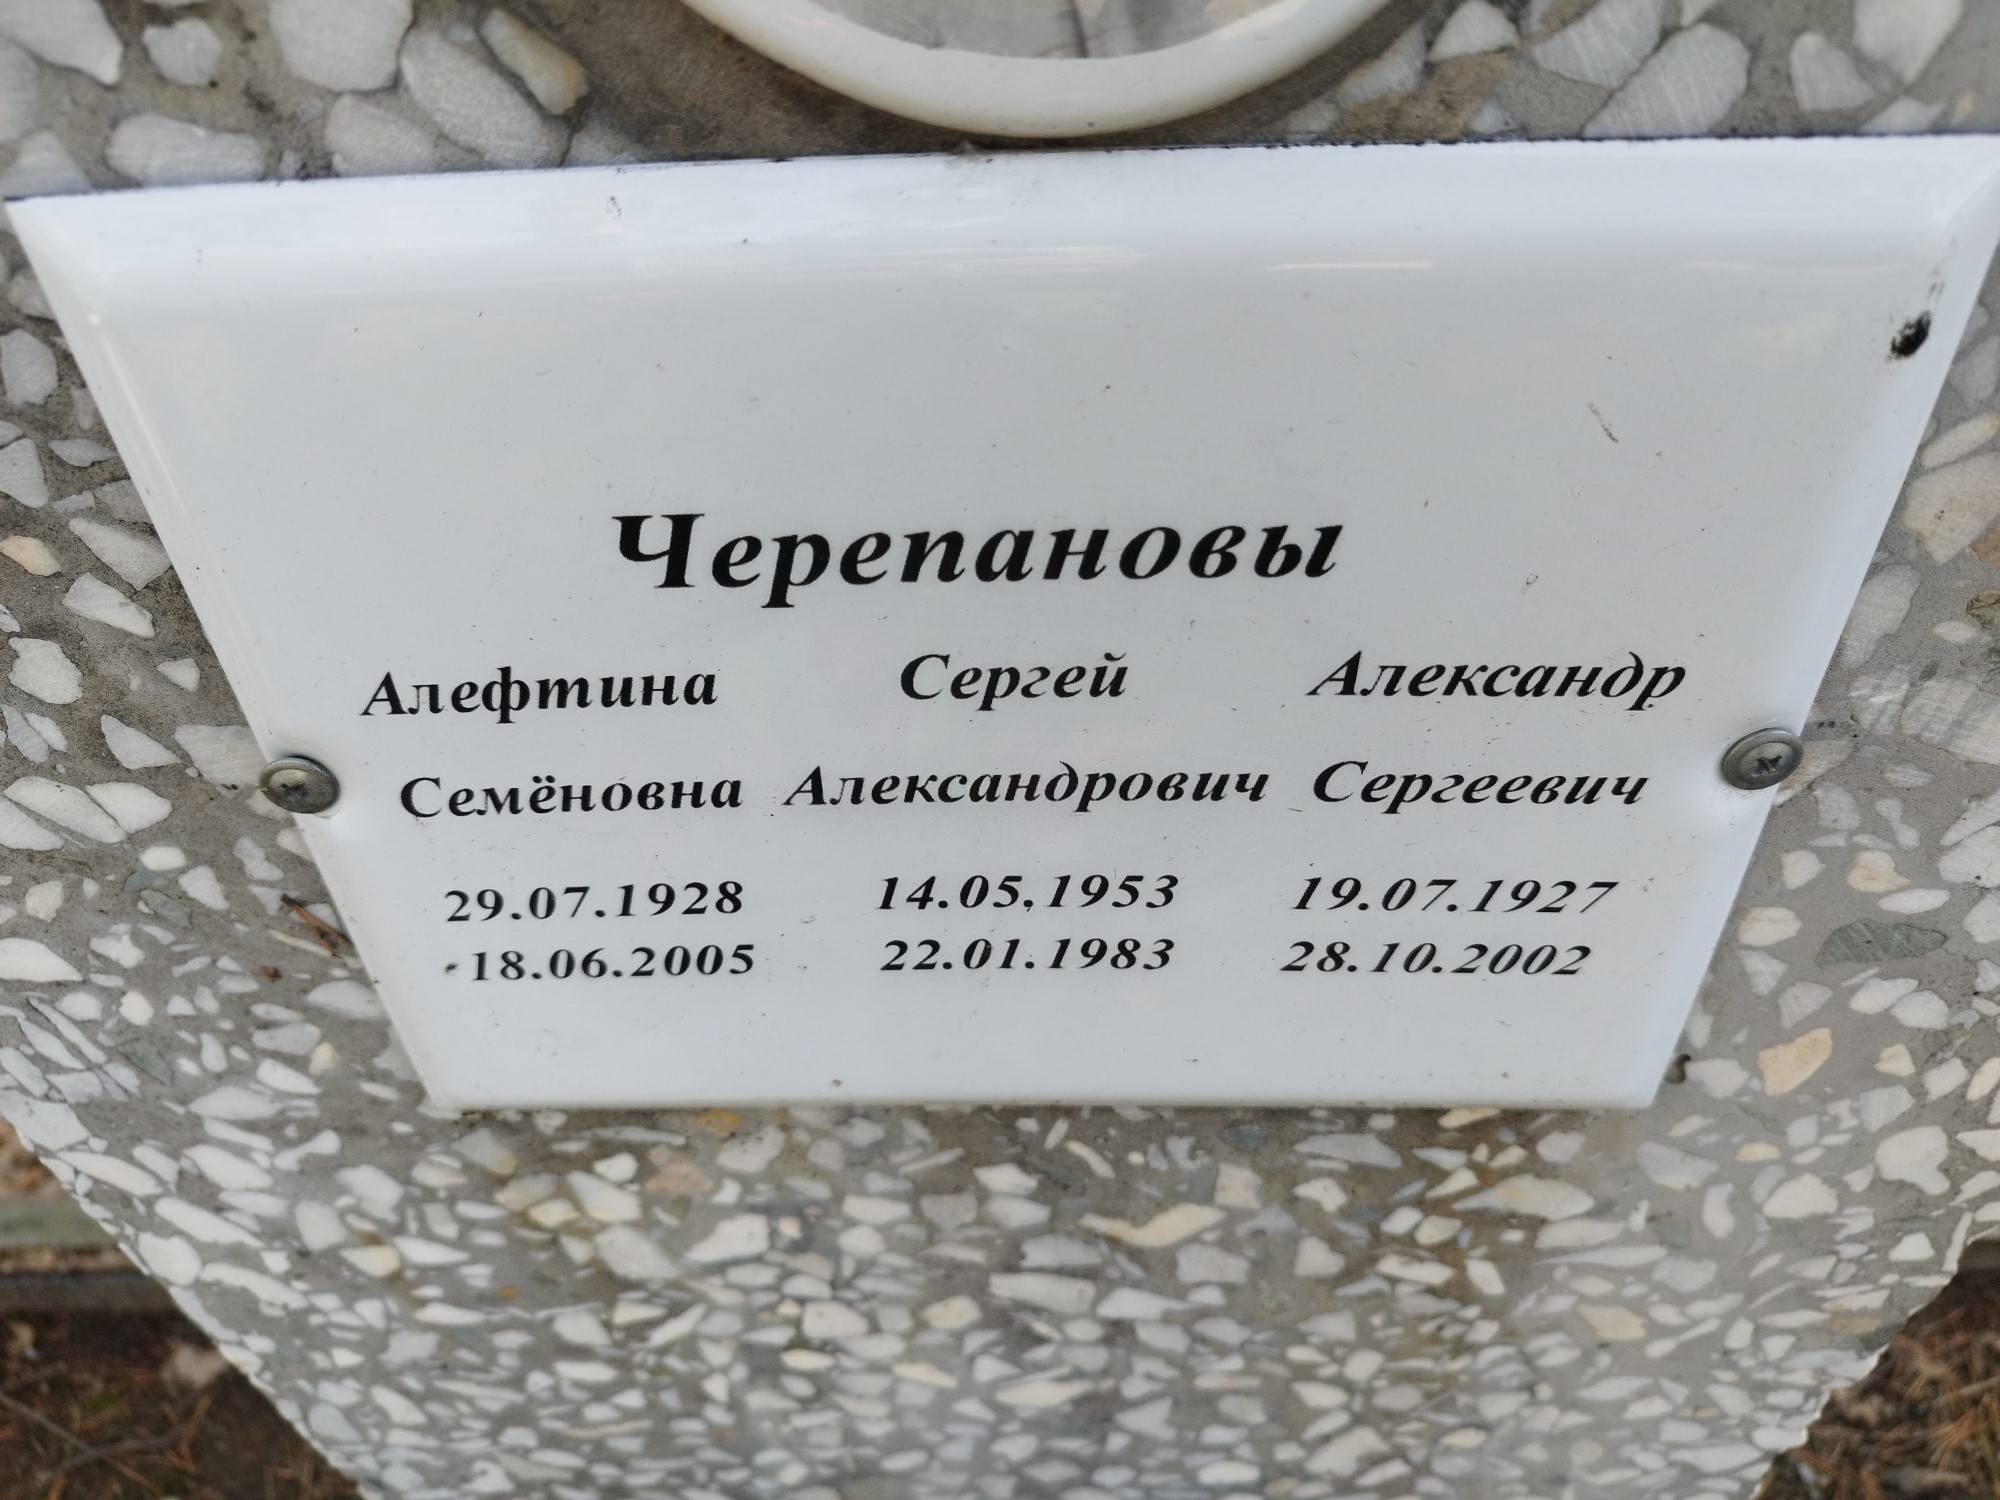 Черепановы
Алефтина Сергей Александр
Семёновна Александрович Сергеевич
29.07.1928 14.05.1953 19.07.1927
18.06.2005 22.01.1983 28.10.2002